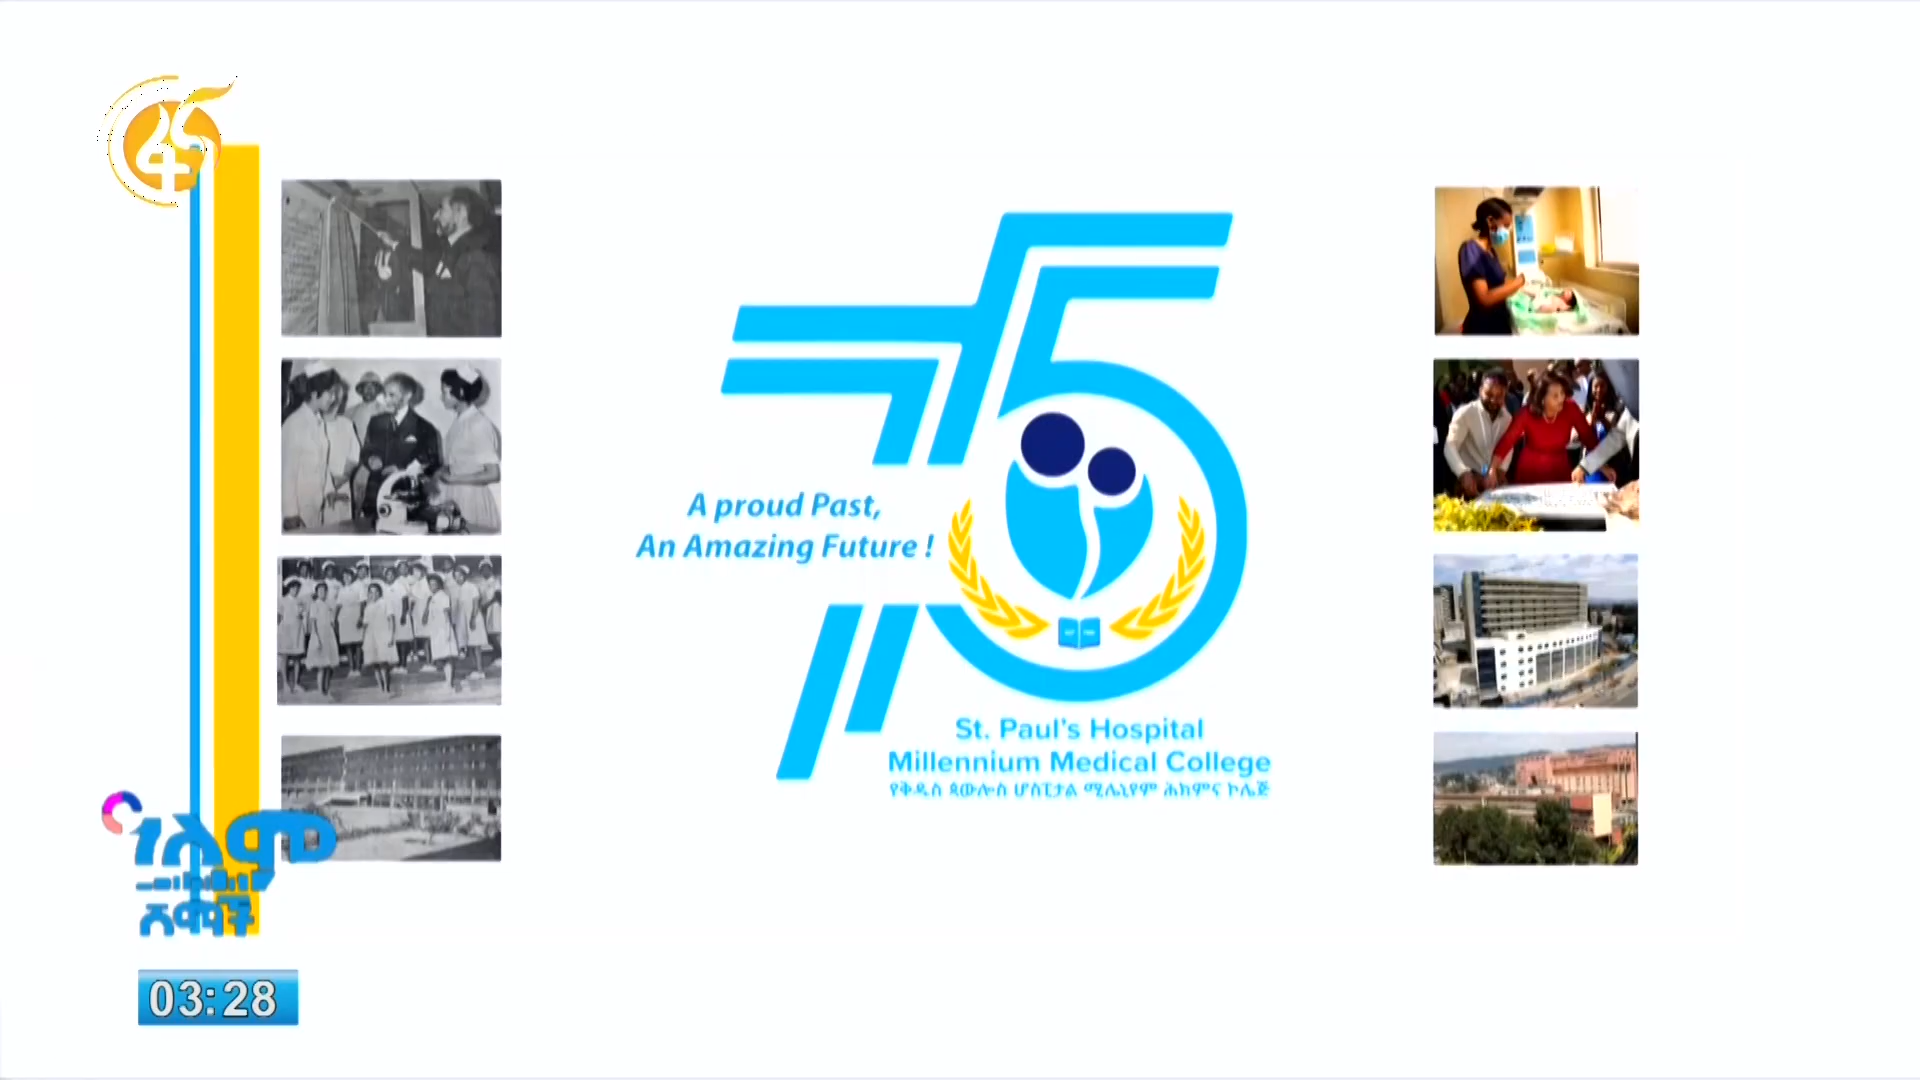 75
A proud Past,
An Amazing Future !
St. Paul's Hospital
Millennium Medical College
የቅዱስ ጳውሎስ ሆስፒታል ሚሌኒየም ሕክምና ኮሌጅ
03:28